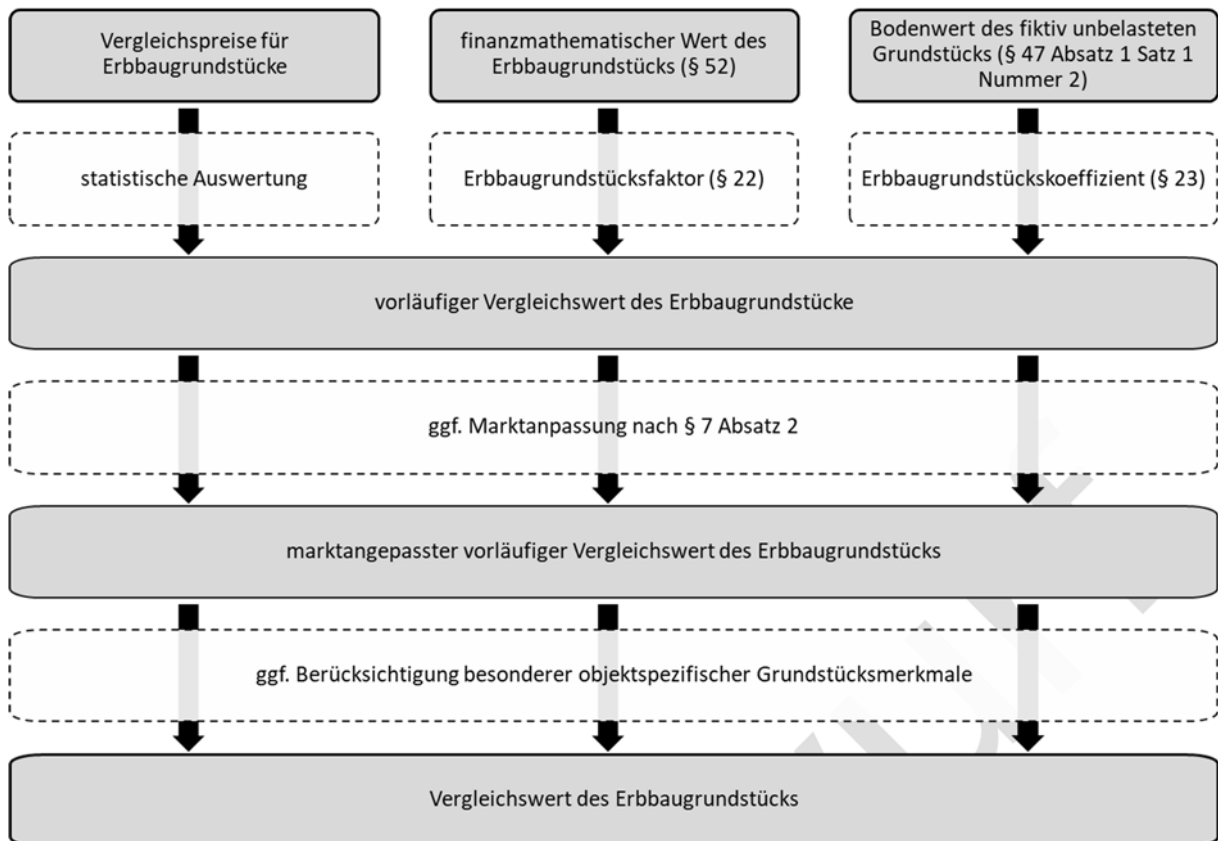 Vergleichspreise für
Erbbaugrundstücke
finanzmathematischer Wert des
Erbbaugrundstücks (§ 52)
Bodenwert des fiktiv unbelasteten
Grundstücks (§ 47 Absatz 1 Satz 1
Nummer 2)
statistische Auswertung
Erbbaugrundstücksfaktor (§ 22)
Erbbaugrundstückskoeffizient (§ 23)
vorläufiger Vergleichswert des Erbbaugrundstücke
ggf. Marktanpassung nach § 7 Absatz 2
marktangepasster vorläufiger Vergleichswert des Erbbaugrundstücks
ggf. Berücksichtigung besonderer objektspezifischer Grundstücksmerkmale
Vergleichswert des Erbbaugrundstücks